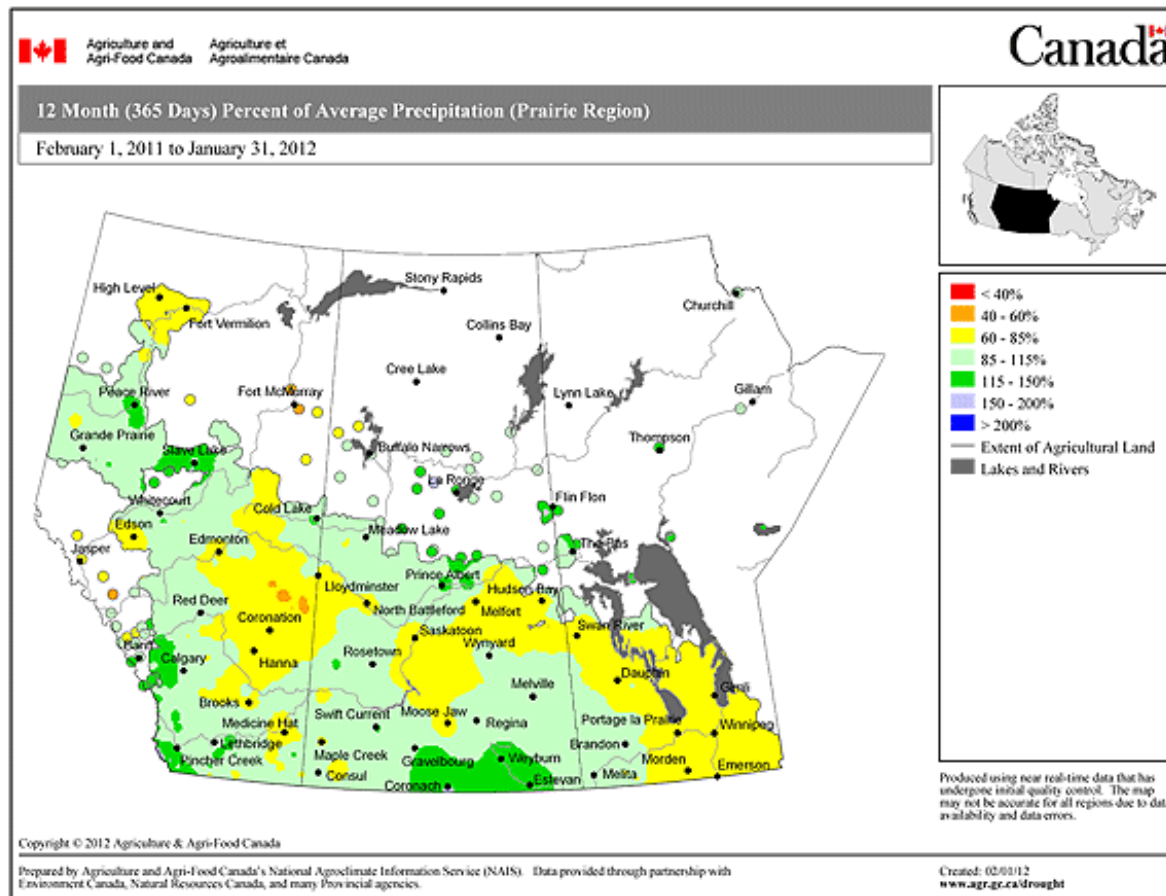 Agriculture and
Agri-Food Canada
Agriculture et
Agroalimentaire Canada
Canada
12 Month (365 Days) Percent of Average Precipitation (Prairie Region)
February 1, 2011 to January 31, 2012
Stony Rapids
High Level
Churchill
Fort Vermilion
Collins Bay
Cree Lake
Peace River
Fort McMurray
Lynn Lake
Gillam
Grande Prairie
Thompson
Slave Lake
Buffalo Narrows
La Ronge
Whitecourt
Flin Flon
Cold Lake
Edson
Meadow Lake
Edmonton
The Pas
Jasper
Prince Albert
Lloydminster
Hudson Bay
Red Deer
North Battleford
Melfort
Coronation
Saskatoon
Swan River
Wynyard
Banff
Calgary
Hanna
Rosetown
Dauphin
Melville
Gimli
Brooks
Swift Current
Moose Jaw
Regina
Portage la Prairie
Winnipeg
Medicine Hat
Lethbridge
Maple Creek
Gravelbourg
Weyburn
Brandon
Pincher Creek
Consul
Coronach
Estevan
Melita
Morden
Emerson
< 40%
40 - 60%
60 - 85%
85 - 115%
115 - 150%
150 - 200%
> 200%
Extent of Agricultural Land
Lakes and Rivers
Produced using near real-time data that has
undergone initial quality control. The map
may not be accurate for all regions due to data
availability and data errors.
Copyright © 2012 Agriculture & Agri-Food Canada
Prepared by Agriculture and Agri-Food Canada's National Agroclimate Information Service (NAIS). Data provided through partnership with
Environment Canada, Natural Resources Canada, and many Provincial agencies.
Created: 02/01/12
www.agr.gc.ca/drought